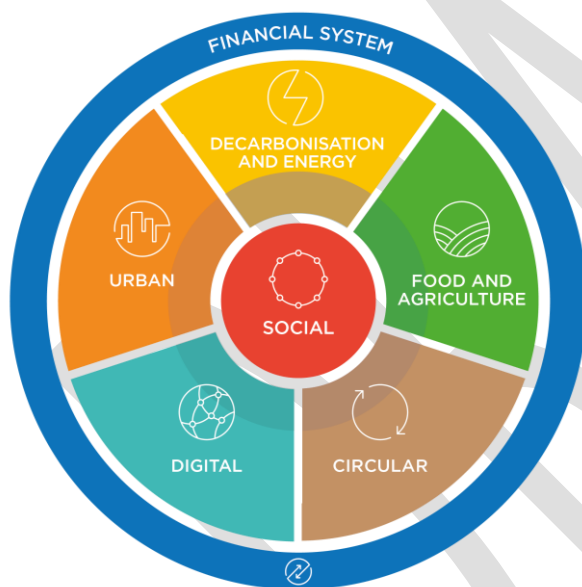 FINANCIAL SYSTEM
DECARBONISATION
AND ENERGY
URBAN
FOOD AND
AGRICULTURE
SOCIAL
DIGITAL
CIRCULAR